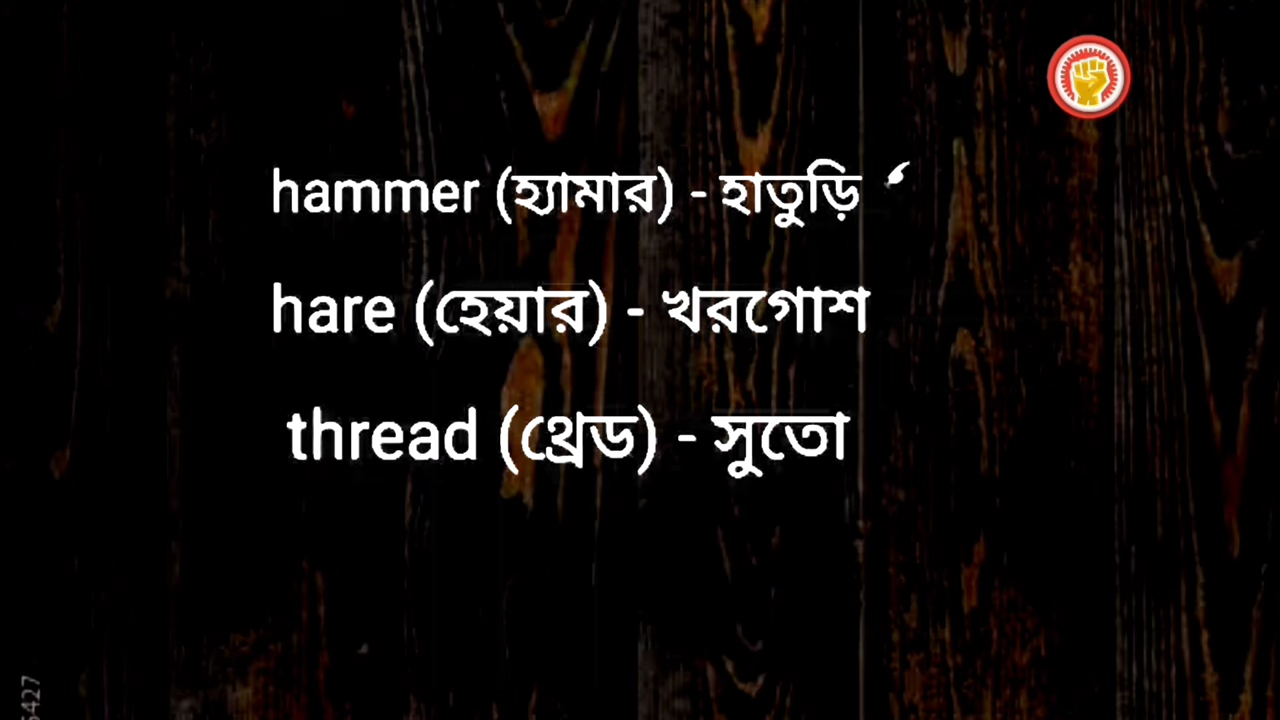 hammer (হ্যামার) - হাতুড়ি ‘
hare (হেয়ার) - খরগোশ
thread (থ্রেড) - সুতো